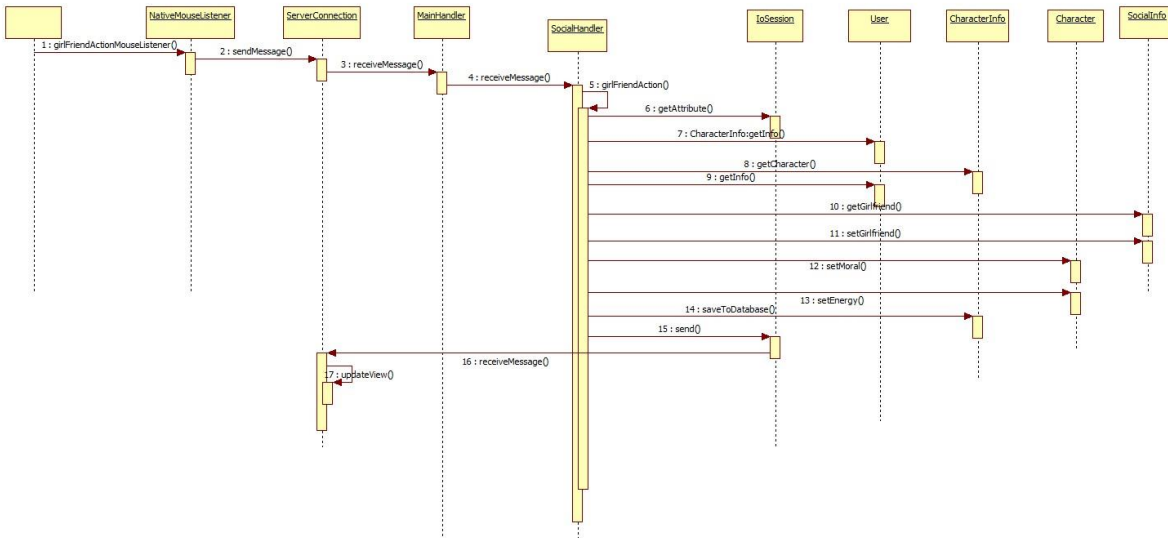 NativeMouseListener
ServerConnection
MainHandler
SocialHandler
IoSession
User
CharacterInfo
Character
SocialInfo
1 : girlFriendActionMouseListener()
2 : sendMessage()
3 : receiveMessage()
4 : receiveMessage()
5 : girlFriendAction()
6 : getAttribute()
7 : CharacterInfo:getInfo()
8 : getCharacter()
9 : getInfo()
10 : getGirlfriend()
11 : setGirlfriend()
12 : setMoral()
13 : setEnergy()
14 : saveToDatabase()
15 : send()
16 : receiveMessage()
17 : updateView()